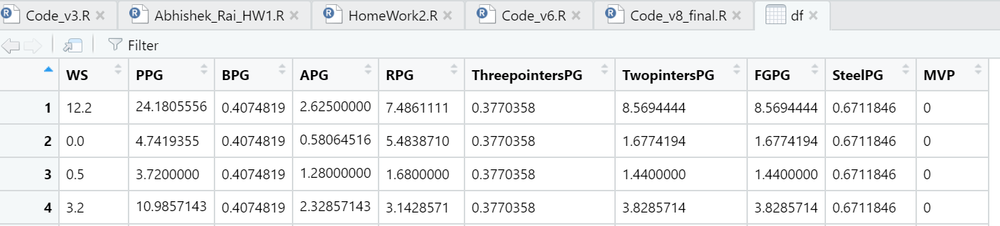 Code_v3.R Abhishek_Rai_HW1.R HomeWork2.R Code_v6.R Code_v8_final.R df
Filter
WS PPG BPG APG RPG ThreepointersPG TwopintersPG FGPG SteelPG MVP
1 12.2 24.1805556 0.4074819 2.62500000 7.4861111 0.3770358 8.5694444 8.5694444 0.6711846 0
2 0.0 4.7419355 0.4074819 0.58064516 5.4838710 0.3770358 1.6774194 1.6774194 0.6711846 0
3 0.5 3.7200000 0.4074819 1.28000000 1.6800000 0.3770358 1.4400000 1.4400000 0.6711846 0
4 3.2 10.9857143 0.4074819 2.32857143 3.1428571 0.3770358 3.8285714 3.8285714 0.6711846 0